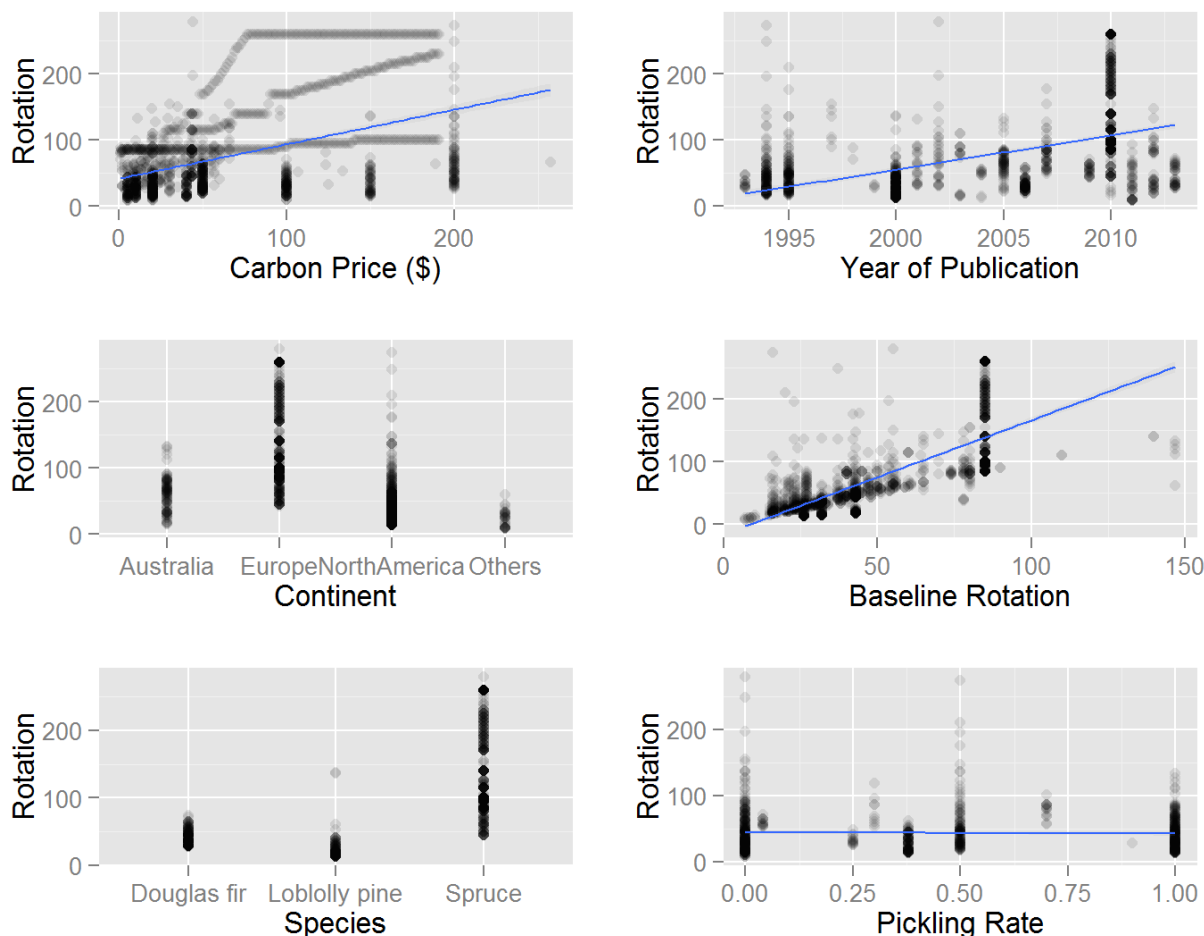 Rotation
200
100
0
0
100
200
Carbon Price ($)
Rotation
200
100
0
1995
2000
2005
2010
Year of Publication
Rotation
200
100
0
Australia
Europe
NorthAmerica
Others
Continent
Rotation
200
100
0
0
50
100
150
Baseline Rotation
Rotation
200
100
0
Douglas fir
Loblolly pine
Spruce
Species
Rotation
200
100
0
0.00
0.25
0.50
0.75
1.00
Pickling Rate